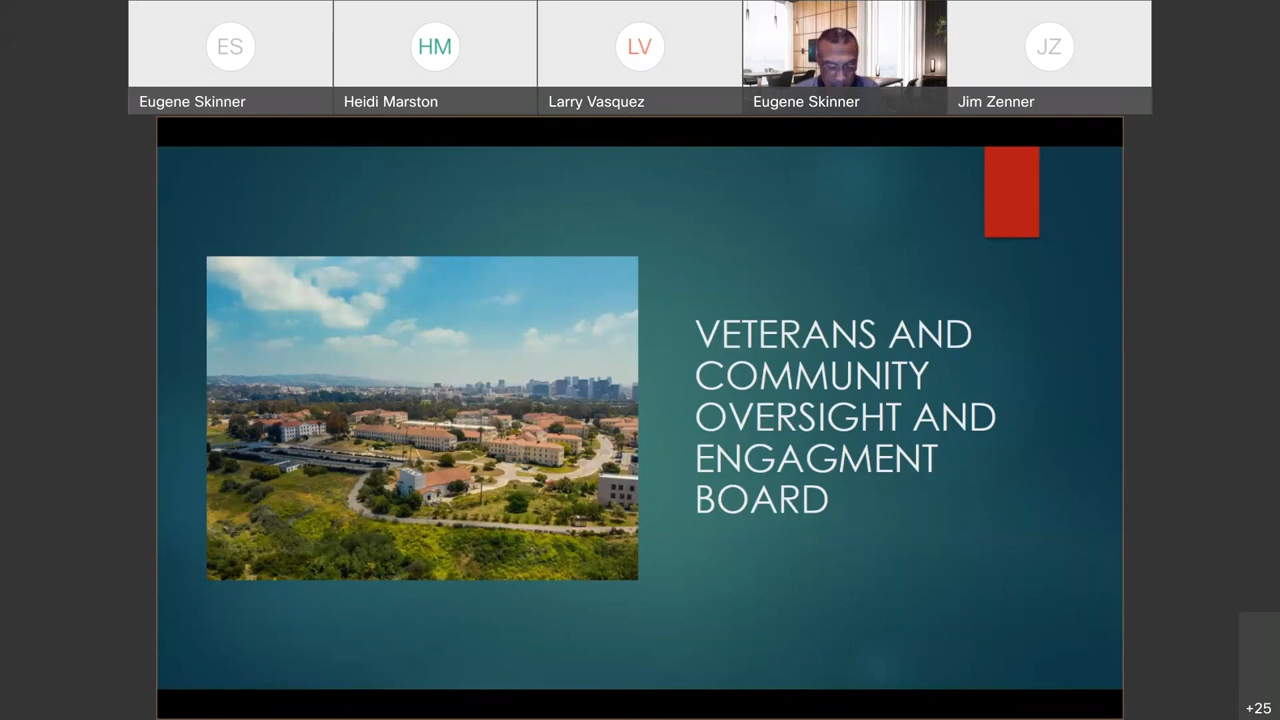 ES
HM
LV
JZ
Eugene Skinner
Heidi Marston
Larry Vasquez
Eugene Skinner
Jim Zenner
VETERANS AND
COMMUNITY
OVERSIGHT AND
ENGAGMENT
BOARD
+25